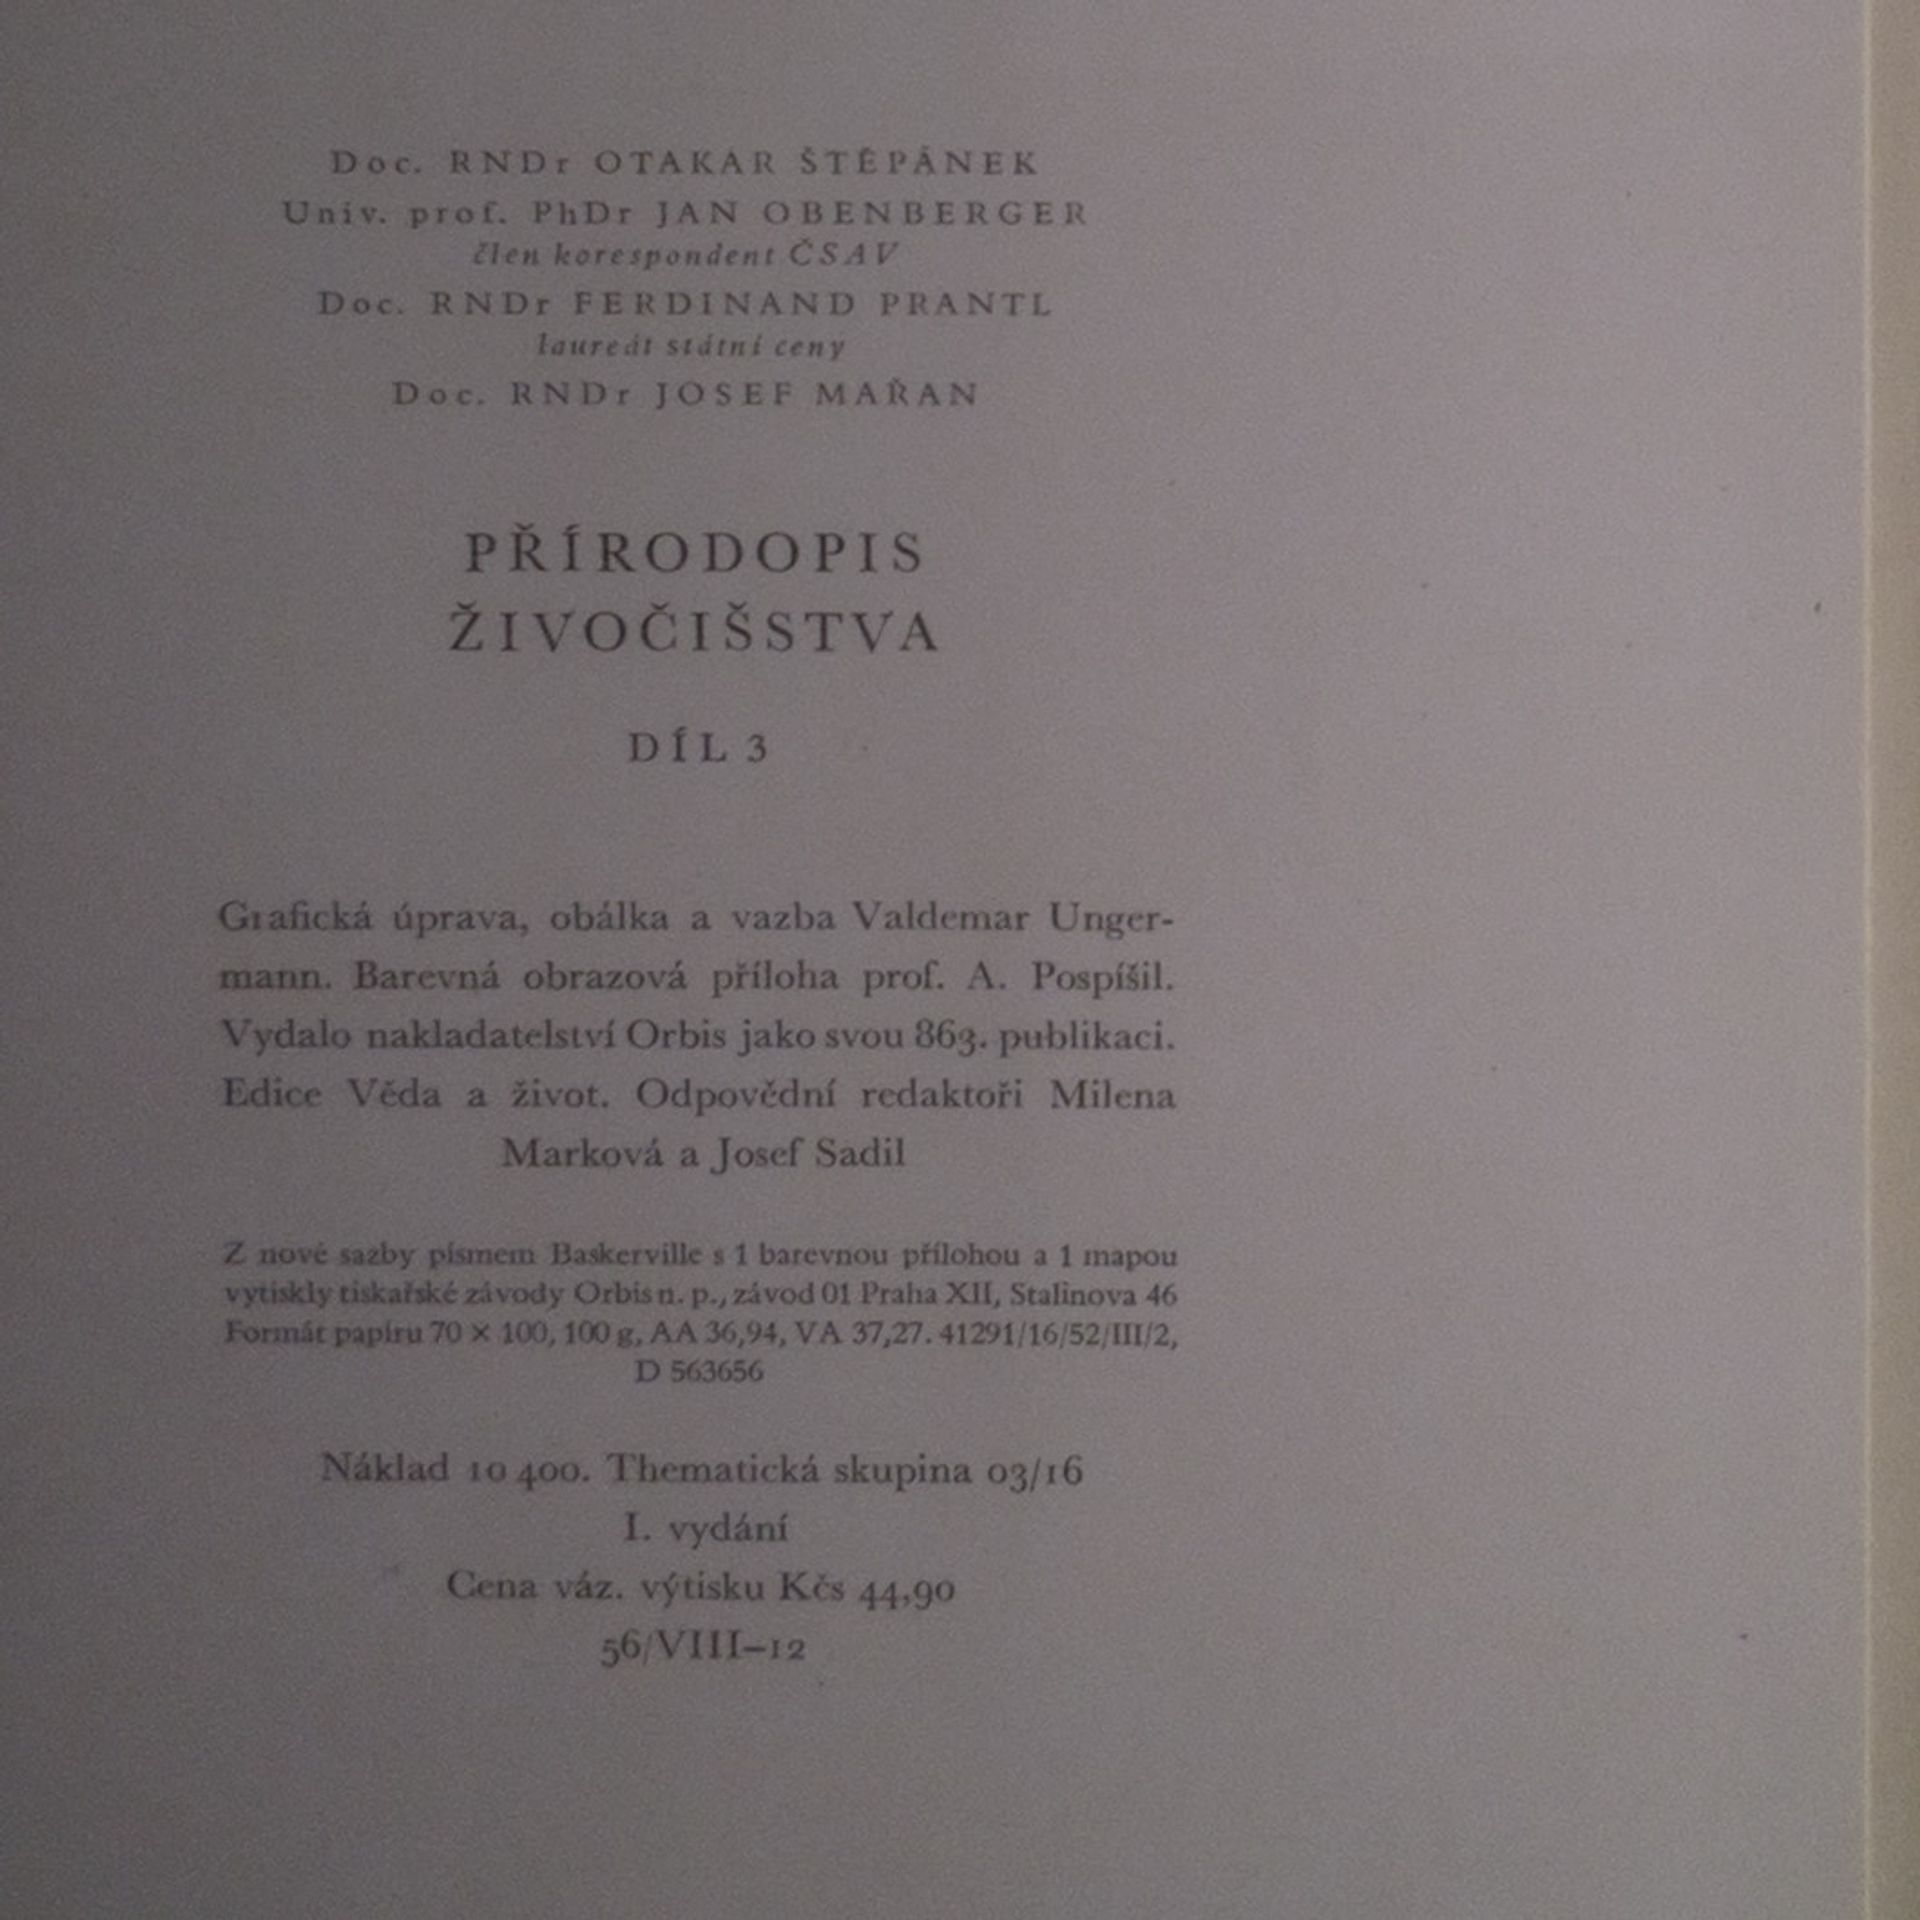 Doc. RNDr OTAKAR ŠTĚPÁNEK
Univ. prof. PhDr JAN OBENBERGER
člen korespondent ČSAV
Doc. RNDr FERDINAND PRANTL
laureát státní ceny
Doc. RNDr JOSEF MAŘAN
PŘÍRODOPIS
ŽIVOČIŠSTVA
DÍL 3
Grafická úprava, obálka a vazba Valdemar Unger-
mann. Barevná obrazová příloha prof. A. Pospíšil.
Vydalo nakladatelství Orbis jako svou 863. publikaci.
Edice Věda a život. Odpovědní redaktoři Milena
Marková a Josef Sadil
Z nové sazby písmem Baskerville s 1 barevnou přílohou a 1 mapou
vytiskly tiskařské závody Orbis n. p., závod 01 Praha XII, Stalinova 46
Formát papíru 70 × 100, 100 g, AA 36,94, VA 37,27. 41291/16/52/III/2,
D 563656
Náklad 10 400. Thematická skupina 03/16
I. vydání
Cena váz. výtisku Kčs 44,90
56/VIII–12